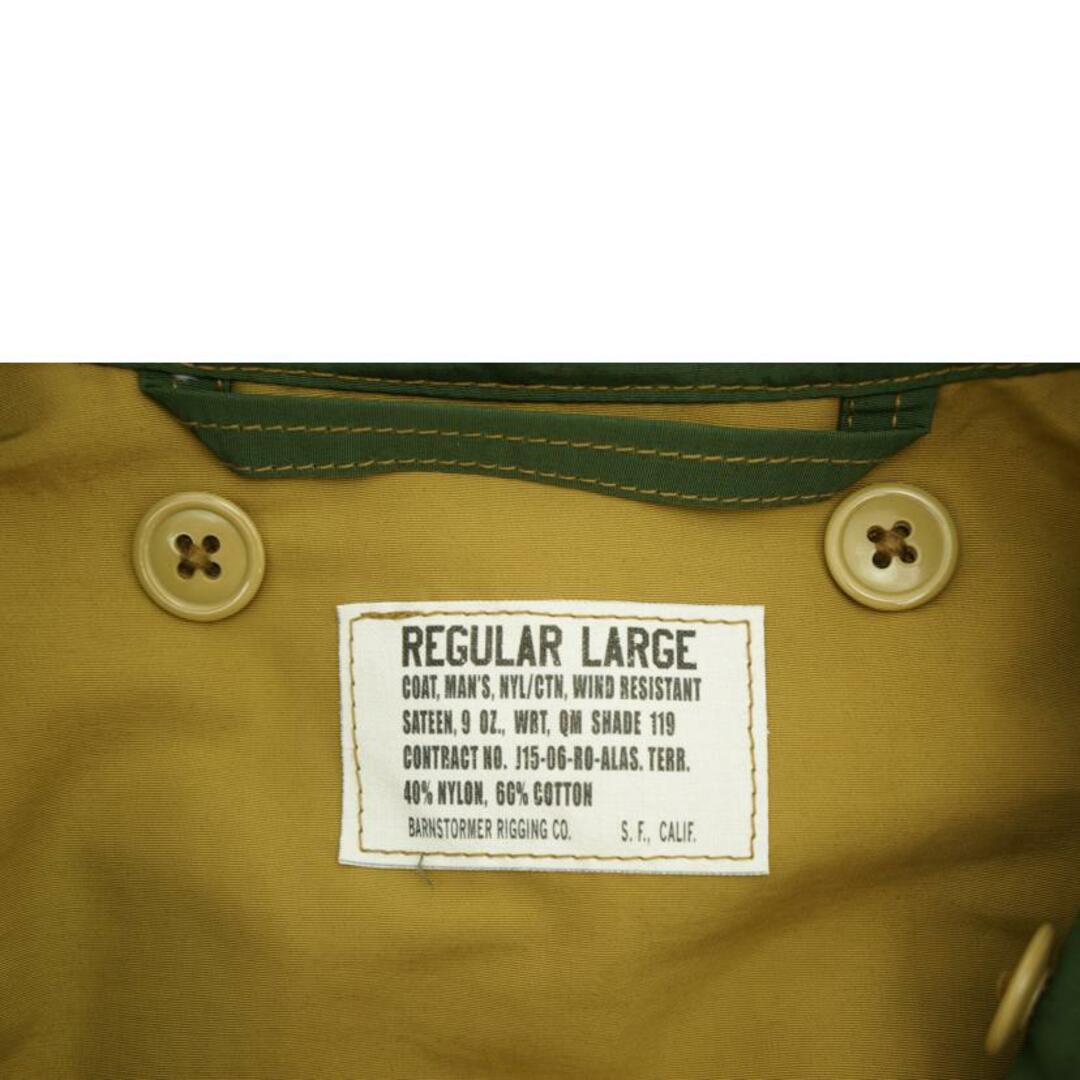 REGULAR LARGE
COAT, MAN'S, NYL/CTN, WIND RESISTANT
SATEEN, 9 OZ., WRT, QM SHADE 119
CONTRACT NO. J15-06-RO-ALAS. TERR.
40% NYLON, 60% COTTON
BARNSTORMER RIGGING CO. S. F., CALIF.